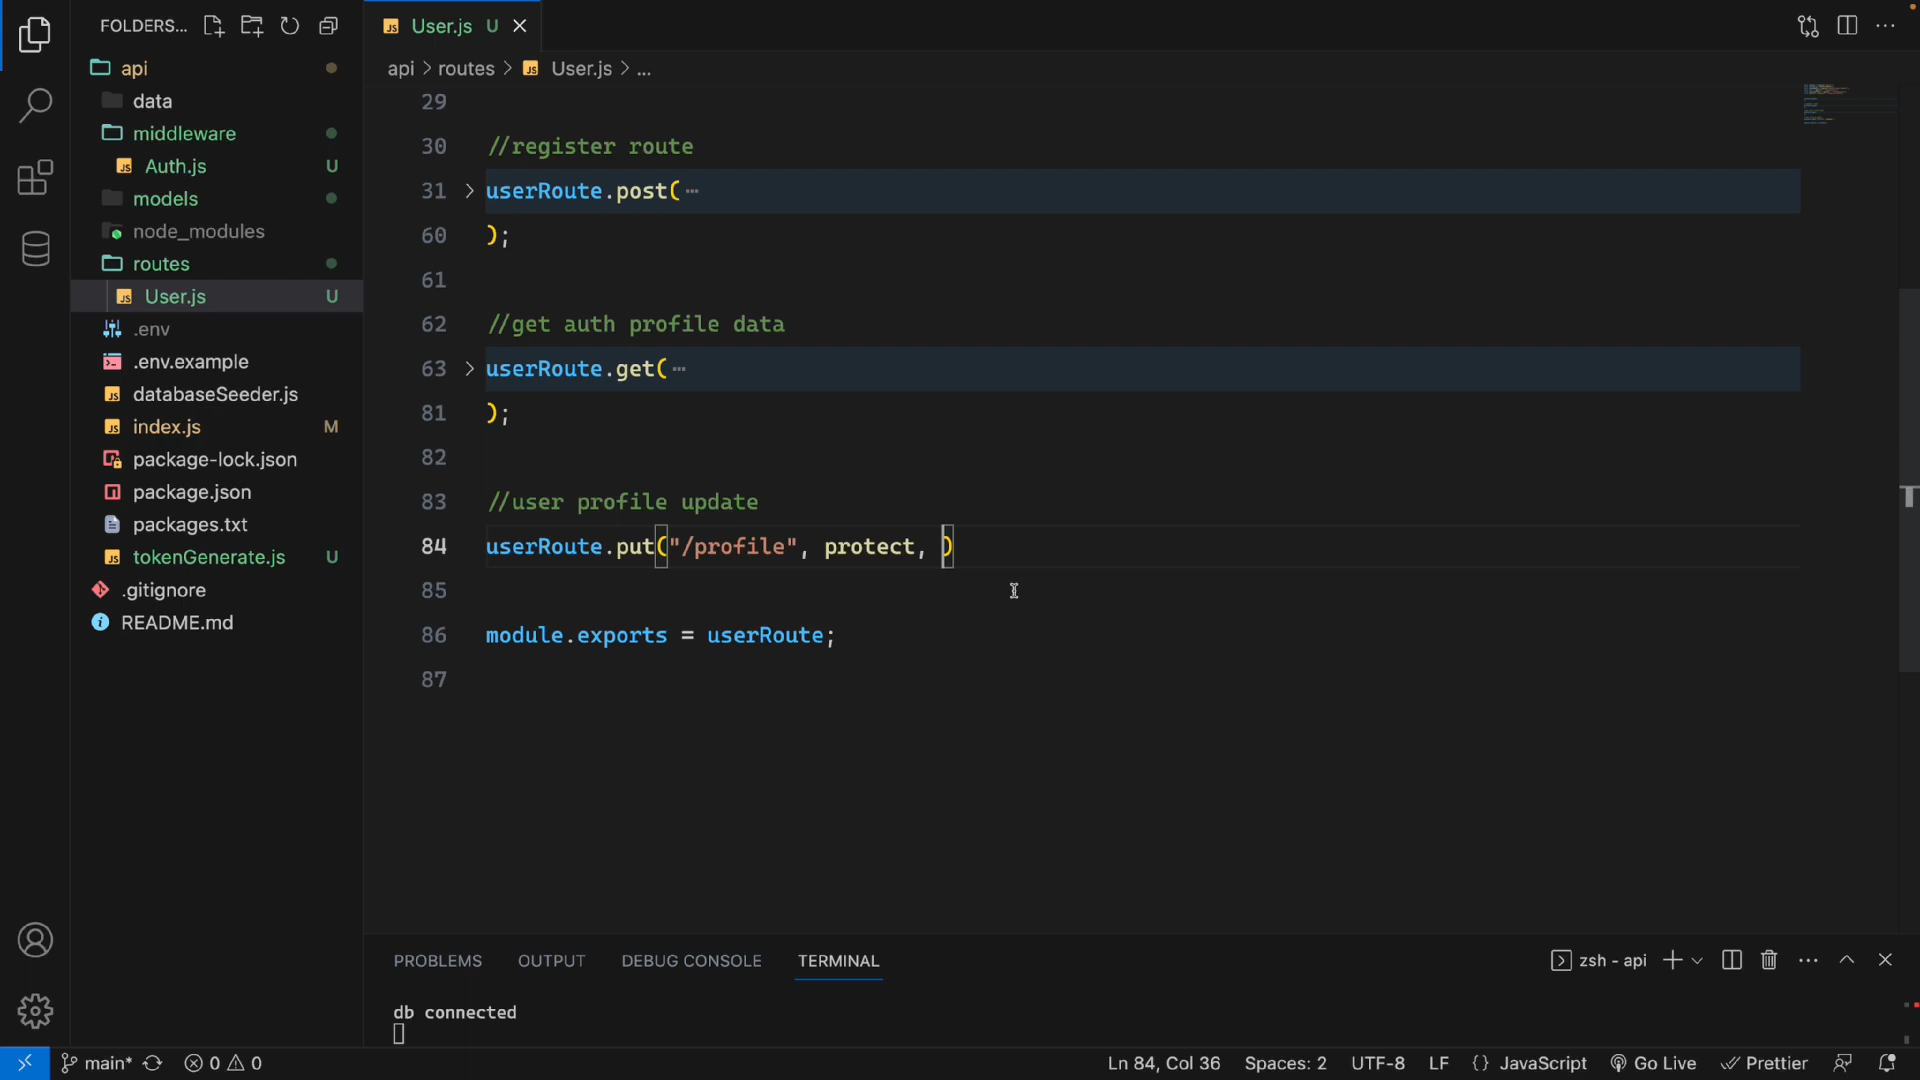 FOLDERS...
api
data
middleware
Auth.js U
models
node_modules
routes
User.js U
.env
.env.example
databaseSeeder.js
index.js M
package-lock.json
package.json
packages.txt
tokenGenerate.js U
.gitignore
README.md
User.js U
api > routes > User.js > ...
29
30 //register route
31 userRoute.post(
60 );
61
62 //get auth profile data
63 userRoute.get(
81 );
82
83 //user profile update
84 userRoute.put("/profile", protect, )
85
86 module.exports = userRoute;
87
PROBLEMS OUTPUT DEBUG CONSOLE TERMINAL
zsh - api
db connected
main* 0 0
Ln 84, Col 36 Spaces: 2 UTF-8 LF {} JavaScript Go Live Prettier